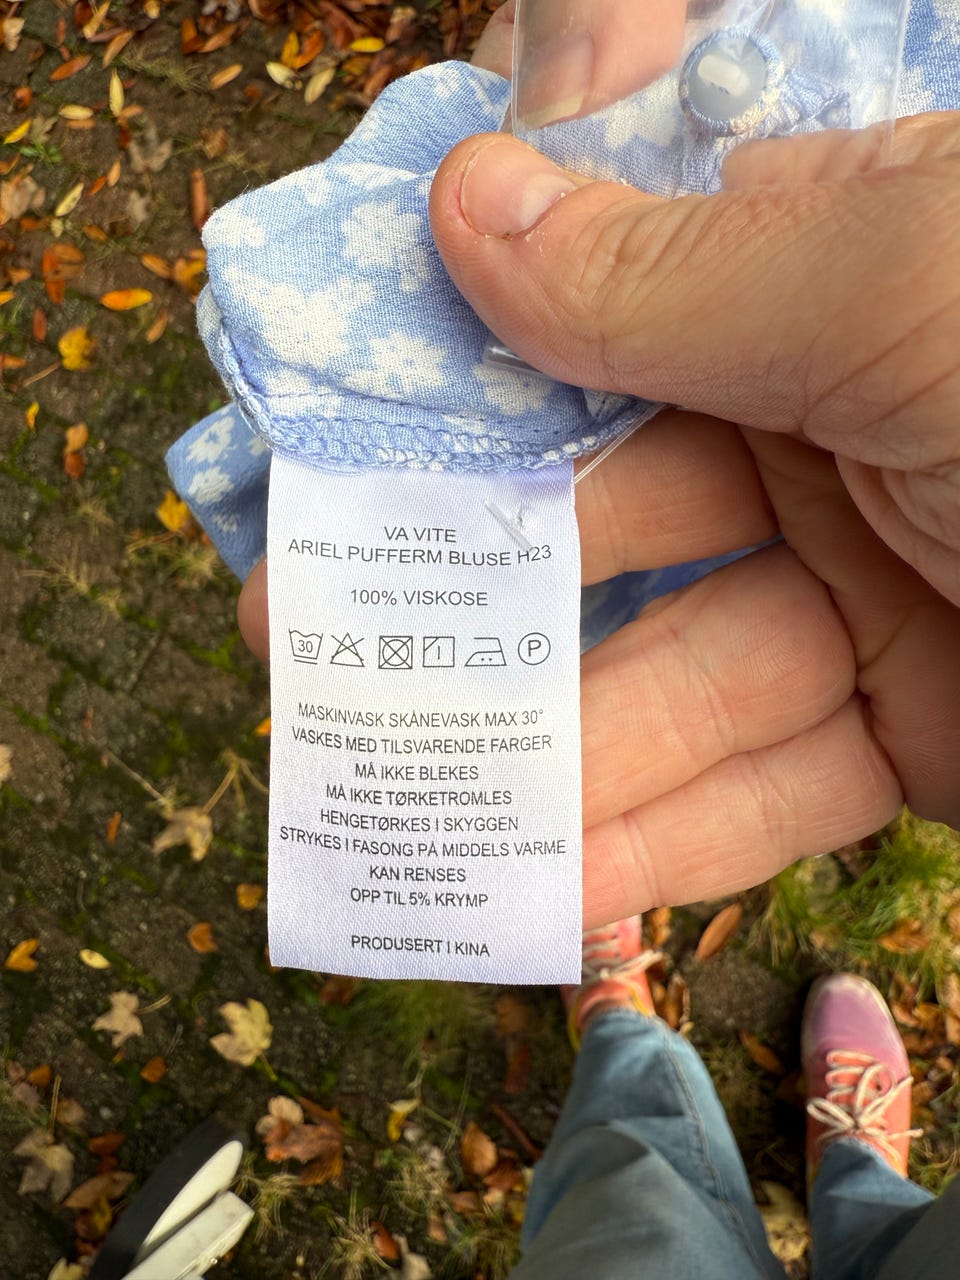 VA VITE
ARIEL PUFFERM BLUSE H23
100% VISKOSE
30 P
MASKINVASK SKÅNEVASK MAX 30°
VASKES MED TILSVARENDE FARGER
MÅ IKKE BLEKES
MÅ IKKE TØRKETROMLES
HENGETØRKES I SKYGGEN
STRYKES I FASONG PÅ MIDDELS VARME
KAN RENSES
OPP TIL 5% KRYMP
PRODUSERT I KINA